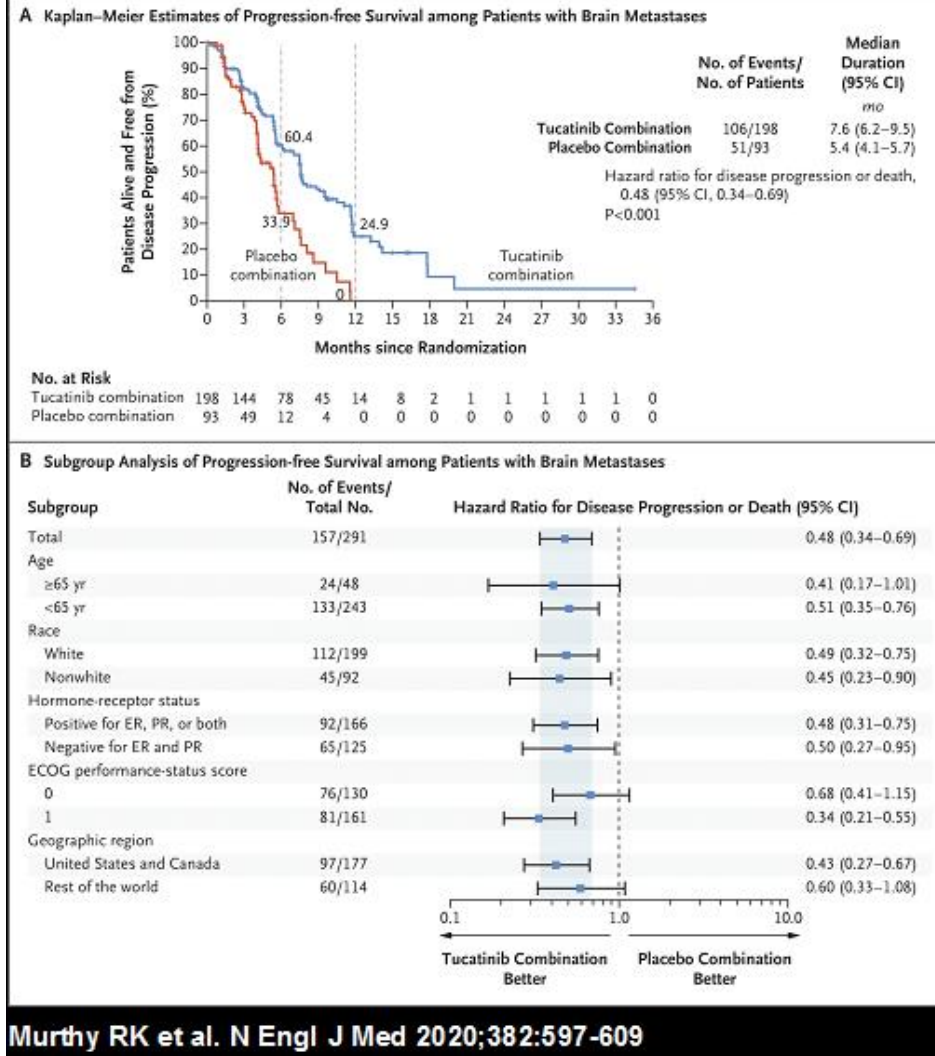 A Kaplan–Meier Estimates of Progression-free Survival among Patients with Brain Metastases
Patients Alive and Free from
Disease Progression (%)
100
90
80
70
60
50
40
30
20
10
0
60.4
33.9
24.9
0
Placebo
combination
Tucatinib
combination
0 3 6 9 12 15 18 21 24 27 30 33 36
Months since Randomization
No. of Events/
No. of Patients
Median
Duration
(95% CI)
mo
Tucatinib Combination 106/198 7.6 (6.2–9.5)
Placebo Combination 51/93 5.4 (4.1–5.7)
Hazard ratio for disease progression or death,
0.48 (95% CI, 0.34–0.69)
P<0.001
No. at Risk
Tucatinib combination 198 144 78 45 14 8 2 1 1 1 1 1 0
Placebo combination 93 49 12 4 0 0 0 0 0 0 0 0 0
B Subgroup Analysis of Progression-free Survival among Patients with Brain Metastases
Subgroup
No. of Events/
Total No.
Hazard Ratio for Disease Progression or Death (95% CI)
Total 157/291 0.48 (0.34–0.69)
Age
≥65 yr 24/48 0.41 (0.17–1.01)
<65 yr 133/243 0.51 (0.35–0.76)
Race
White 112/199 0.49 (0.32–0.75)
Nonwhite 45/92 0.45 (0.23–0.90)
Hormone-receptor status
Positive for ER, PR, or both 92/166 0.48 (0.31–0.75)
Negative for ER and PR 65/125 0.50 (0.27–0.95)
ECOG performance-status score
0 76/130 0.68 (0.41–1.15)
1 81/161 0.34 (0.21–0.55)
Geographic region
United States and Canada 97/177 0.43 (0.27–0.67)
Rest of the world 60/114 0.60 (0.33–1.08)
0.1 1.0 10.0
Tucatinib Combination
Better
Placebo Combination
Better
Murthy RK et al. N Engl J Med 2020;382:597-609